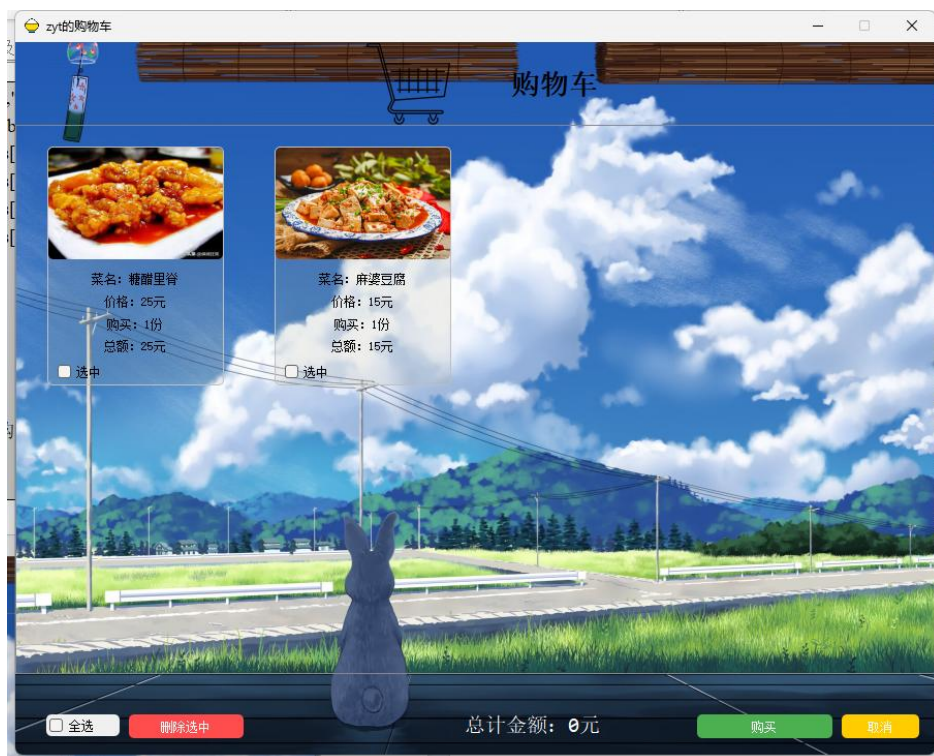 zyt的购物车
购物车
菜名：糖醋里脊
价格：25元
购买：1份
总额：25元
选中
菜名：麻婆豆腐
价格：15元
购买：1份
总额：15元
选中
全选
删除选中
总计金额：0元
购买
取消